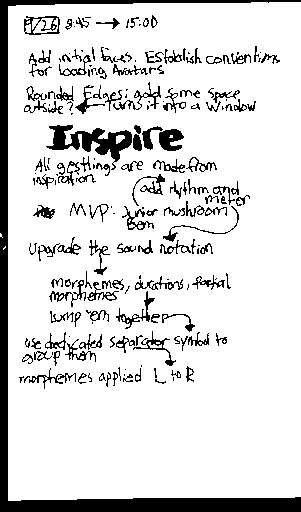 9/26 8:45 → 15:00
Add initial faces. Establish conventions
for loading Avatars
Rounded Edges; add some space
outside? ← Turns it into a window
Inspire
All gestlings are made from
inspiration
add rhythm and
meter
MVP: Junior mushroom
Bem
Upgrade the sound notation
morphemes, durations, partial
morphemes
lump 'em together
use dedicated separator symbol to
group them
morphemes applied L to R